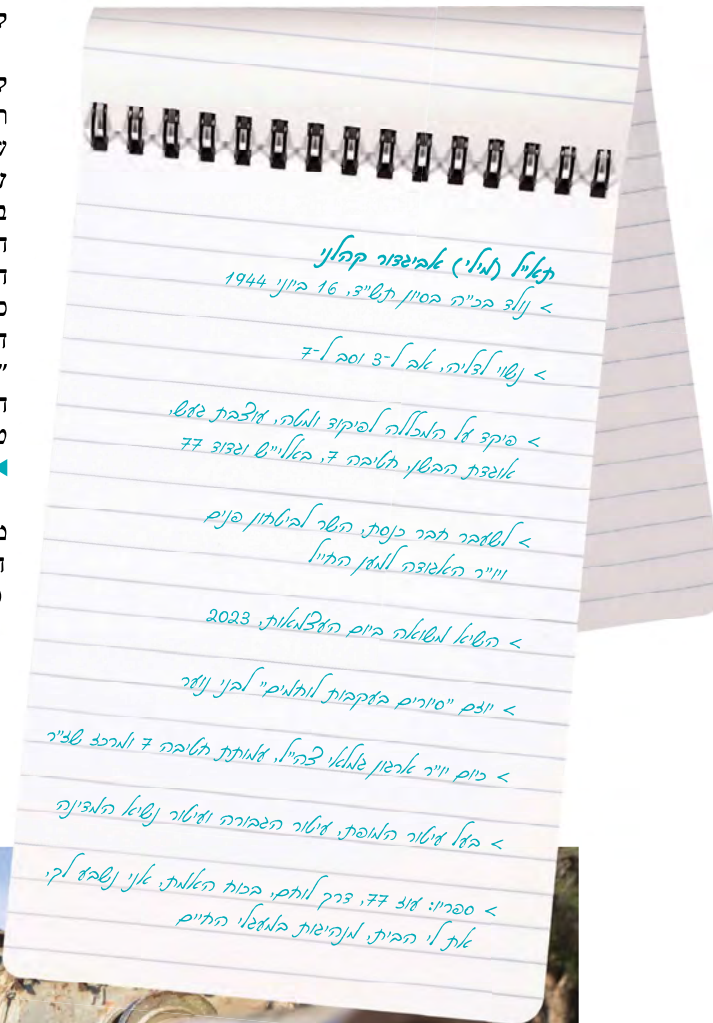 תא"ל (מיל') אביגדור קהלני
> נולד בכ"ה בסיון תש"ד, 16 ביוני 1944
> נשוי לדליה, אב ל-3 וסב ל-7
> פיקד על המכללה לפיקוד ומטה, עוצבת געש,
אוגדת הבשן, חטיבה 7, באלי"ש וגדוד 77
> לשעבר חבר כנסת, השר לביטחון פנים
ויו"ר האגודה למען החייל
> השיא משואה ביום העצמאות, 2023
> יוזם "סיורים בעקבות לוחמים" לבני נוער
> כיום יו"ר ארגון גמלאי צה"ל, עמותת חטיבה 7 ומרכז שז"ר
> בעל עיטור המופת, עיטור הגבורה ועיטור נשיא המדינה
> ספריו: עוז 77, דרך לוחם, בכוח האמת, אני נשבע לך,
את לי הבית, מנהיגות במעגלי החיים